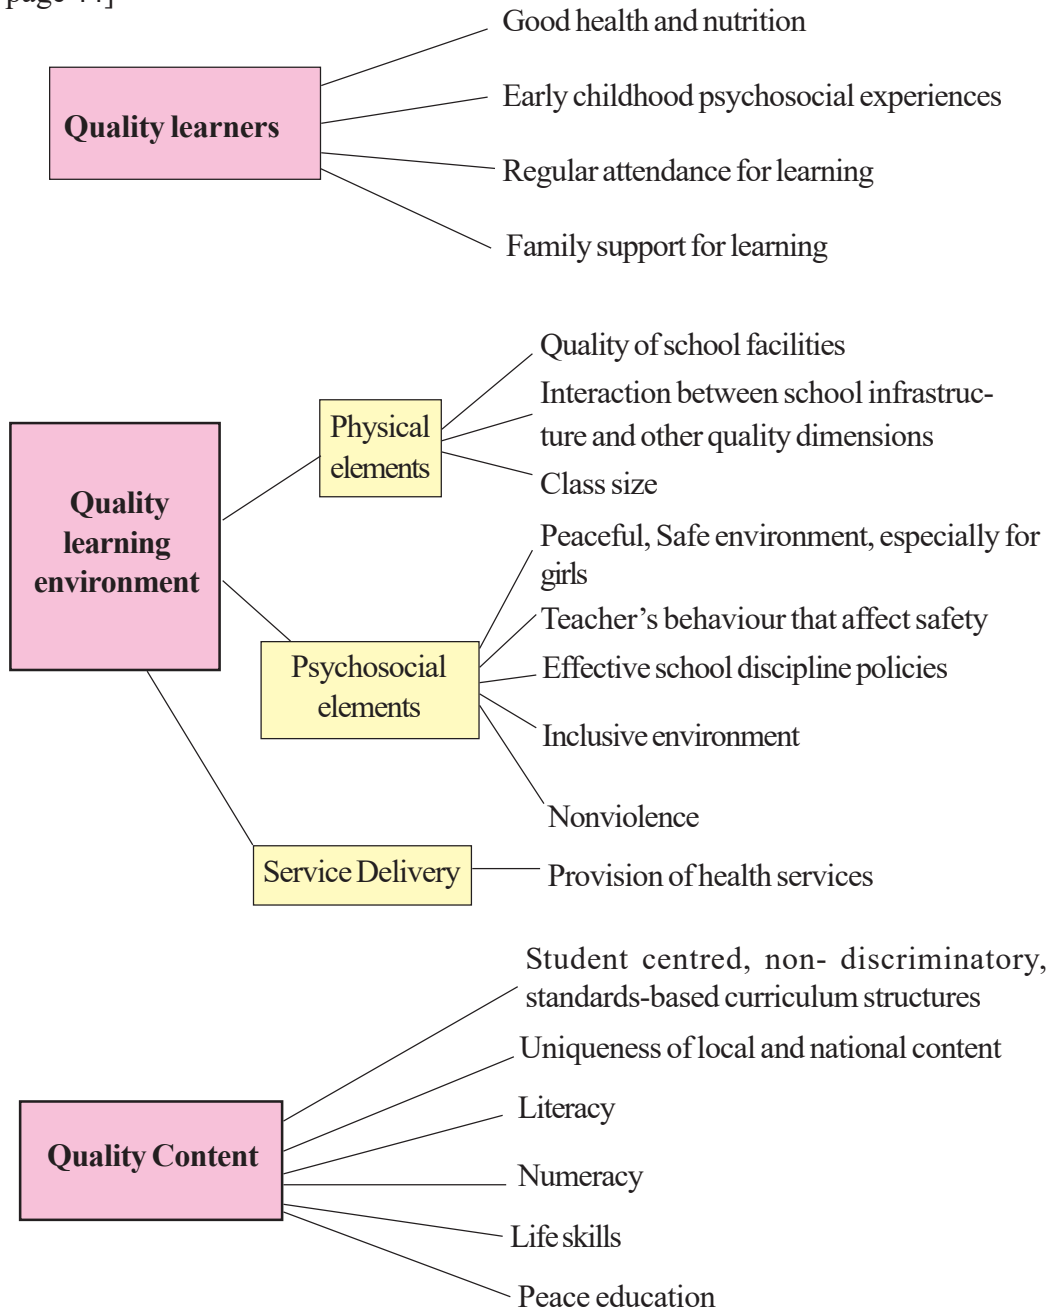 page 44]
Good health and nutrition
Quality learners
Early childhood psychosocial experiences
Regular attendance for learning
Family support for learning
Quality of school facilities
Physical
elements
Interaction between school infrastruc-
ture and other quality dimensions
Class size
Quality
learning
environment
Peaceful, Safe environment, especially for
girls
Teacher’s behaviour that affect safety
Psychosocial
elements
Effective school discipline policies
Inclusive environment
Nonviolence
Service Delivery
Provision of health services
Student centred, non- discriminatory,
standards-based curriculum structures
Uniqueness of local and national content
Literacy
Quality Content
Numeracy
Life skills
Peace education